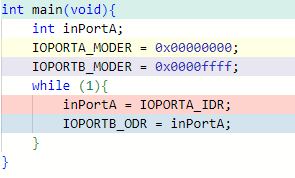 int main(void){
    int inPortA;
    IOPORTA_MODER = 0x00000000;
    IOPORTB_MODER = 0x0000ffff;
    while (1){
        inPortA = IOPORTA_IDR;
        IOPORTB_ODR = inPortA;
    }
}